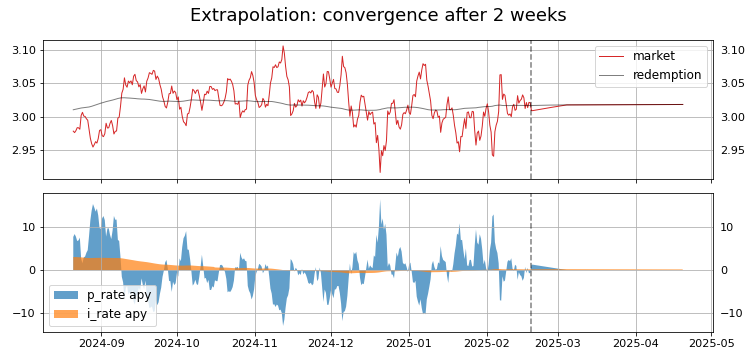 Extrapolation: convergence after 2 weeks
3.10 3.10
3.05 3.05
3.00 3.00
2.95 2.95
market
redemption
10 10
0 0
−10 −10
p_rate apy
i_rate apy
2024-09 2024-10 2024-11 2024-12 2025-01 2025-02 2025-03 2025-04 2025-05